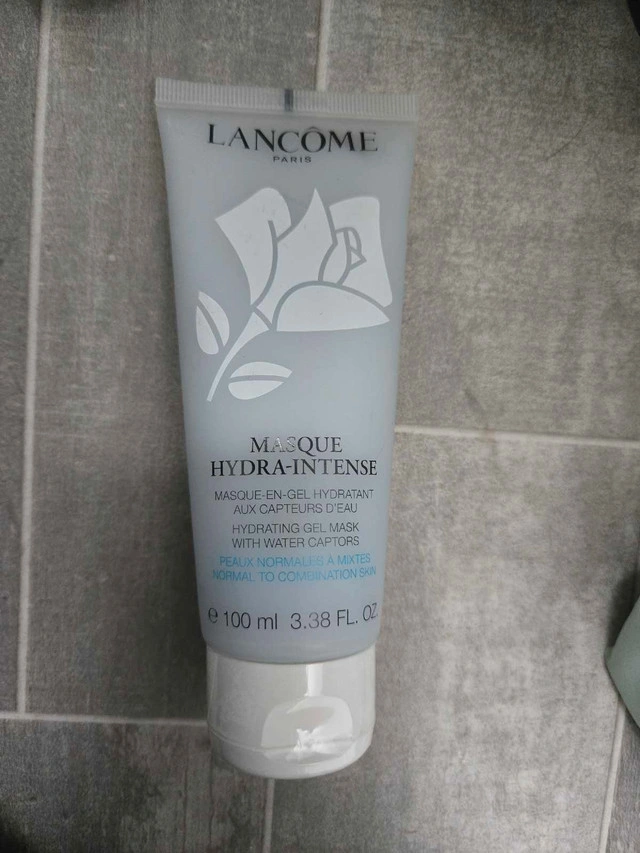 LANCÔME
PARIS
MASQUE
HYDRA-INTENSE
MASQUE-EN-GEL HYDRATANT
AUX CAPTEURS D'EAU
HYDRATING GEL MASK
WITH WATER CAPTORS
PEAUX NORMALES À MIXTES
NORMAL TO COMBINATION SKIN
℮ 100 ml 3.38 FL. OZ